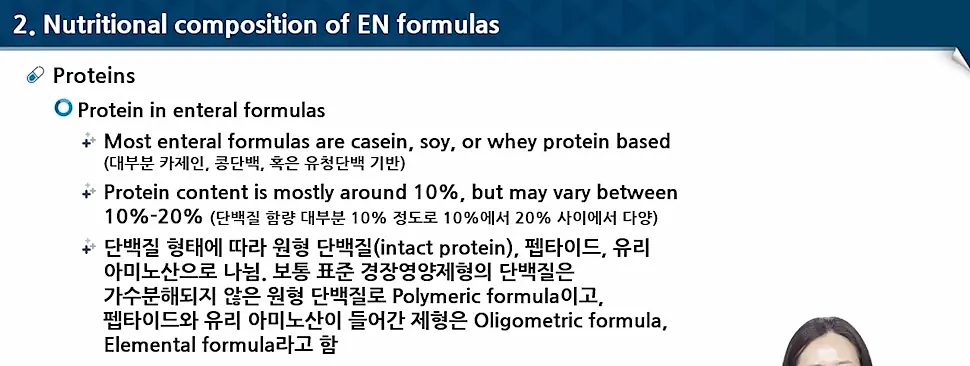 2. Nutritional composition of EN formulas
Proteins
Protein in enteral formulas
Most enteral formulas are casein, soy, or whey protein based
(대부분 카제인, 콩단백, 혹은 유청단백 기반)
Protein content is mostly around 10%, but may vary between
10%-20% (단백질 함량 대부분 10% 정도로 10%에서 20% 사이에서 다양)
단백질 형태에 따라 원형 단백질(intact protein), 펩타이드, 유리
아미노산으로 나뉨. 보통 표준 경장영양제형의 단백질은
가수분해되지 않은 원형 단백질로 Polymeric formula이고,
펩타이드와 유리 아미노산이 들어간 제형은 Oligometric formula,
Elemental formula라고 함